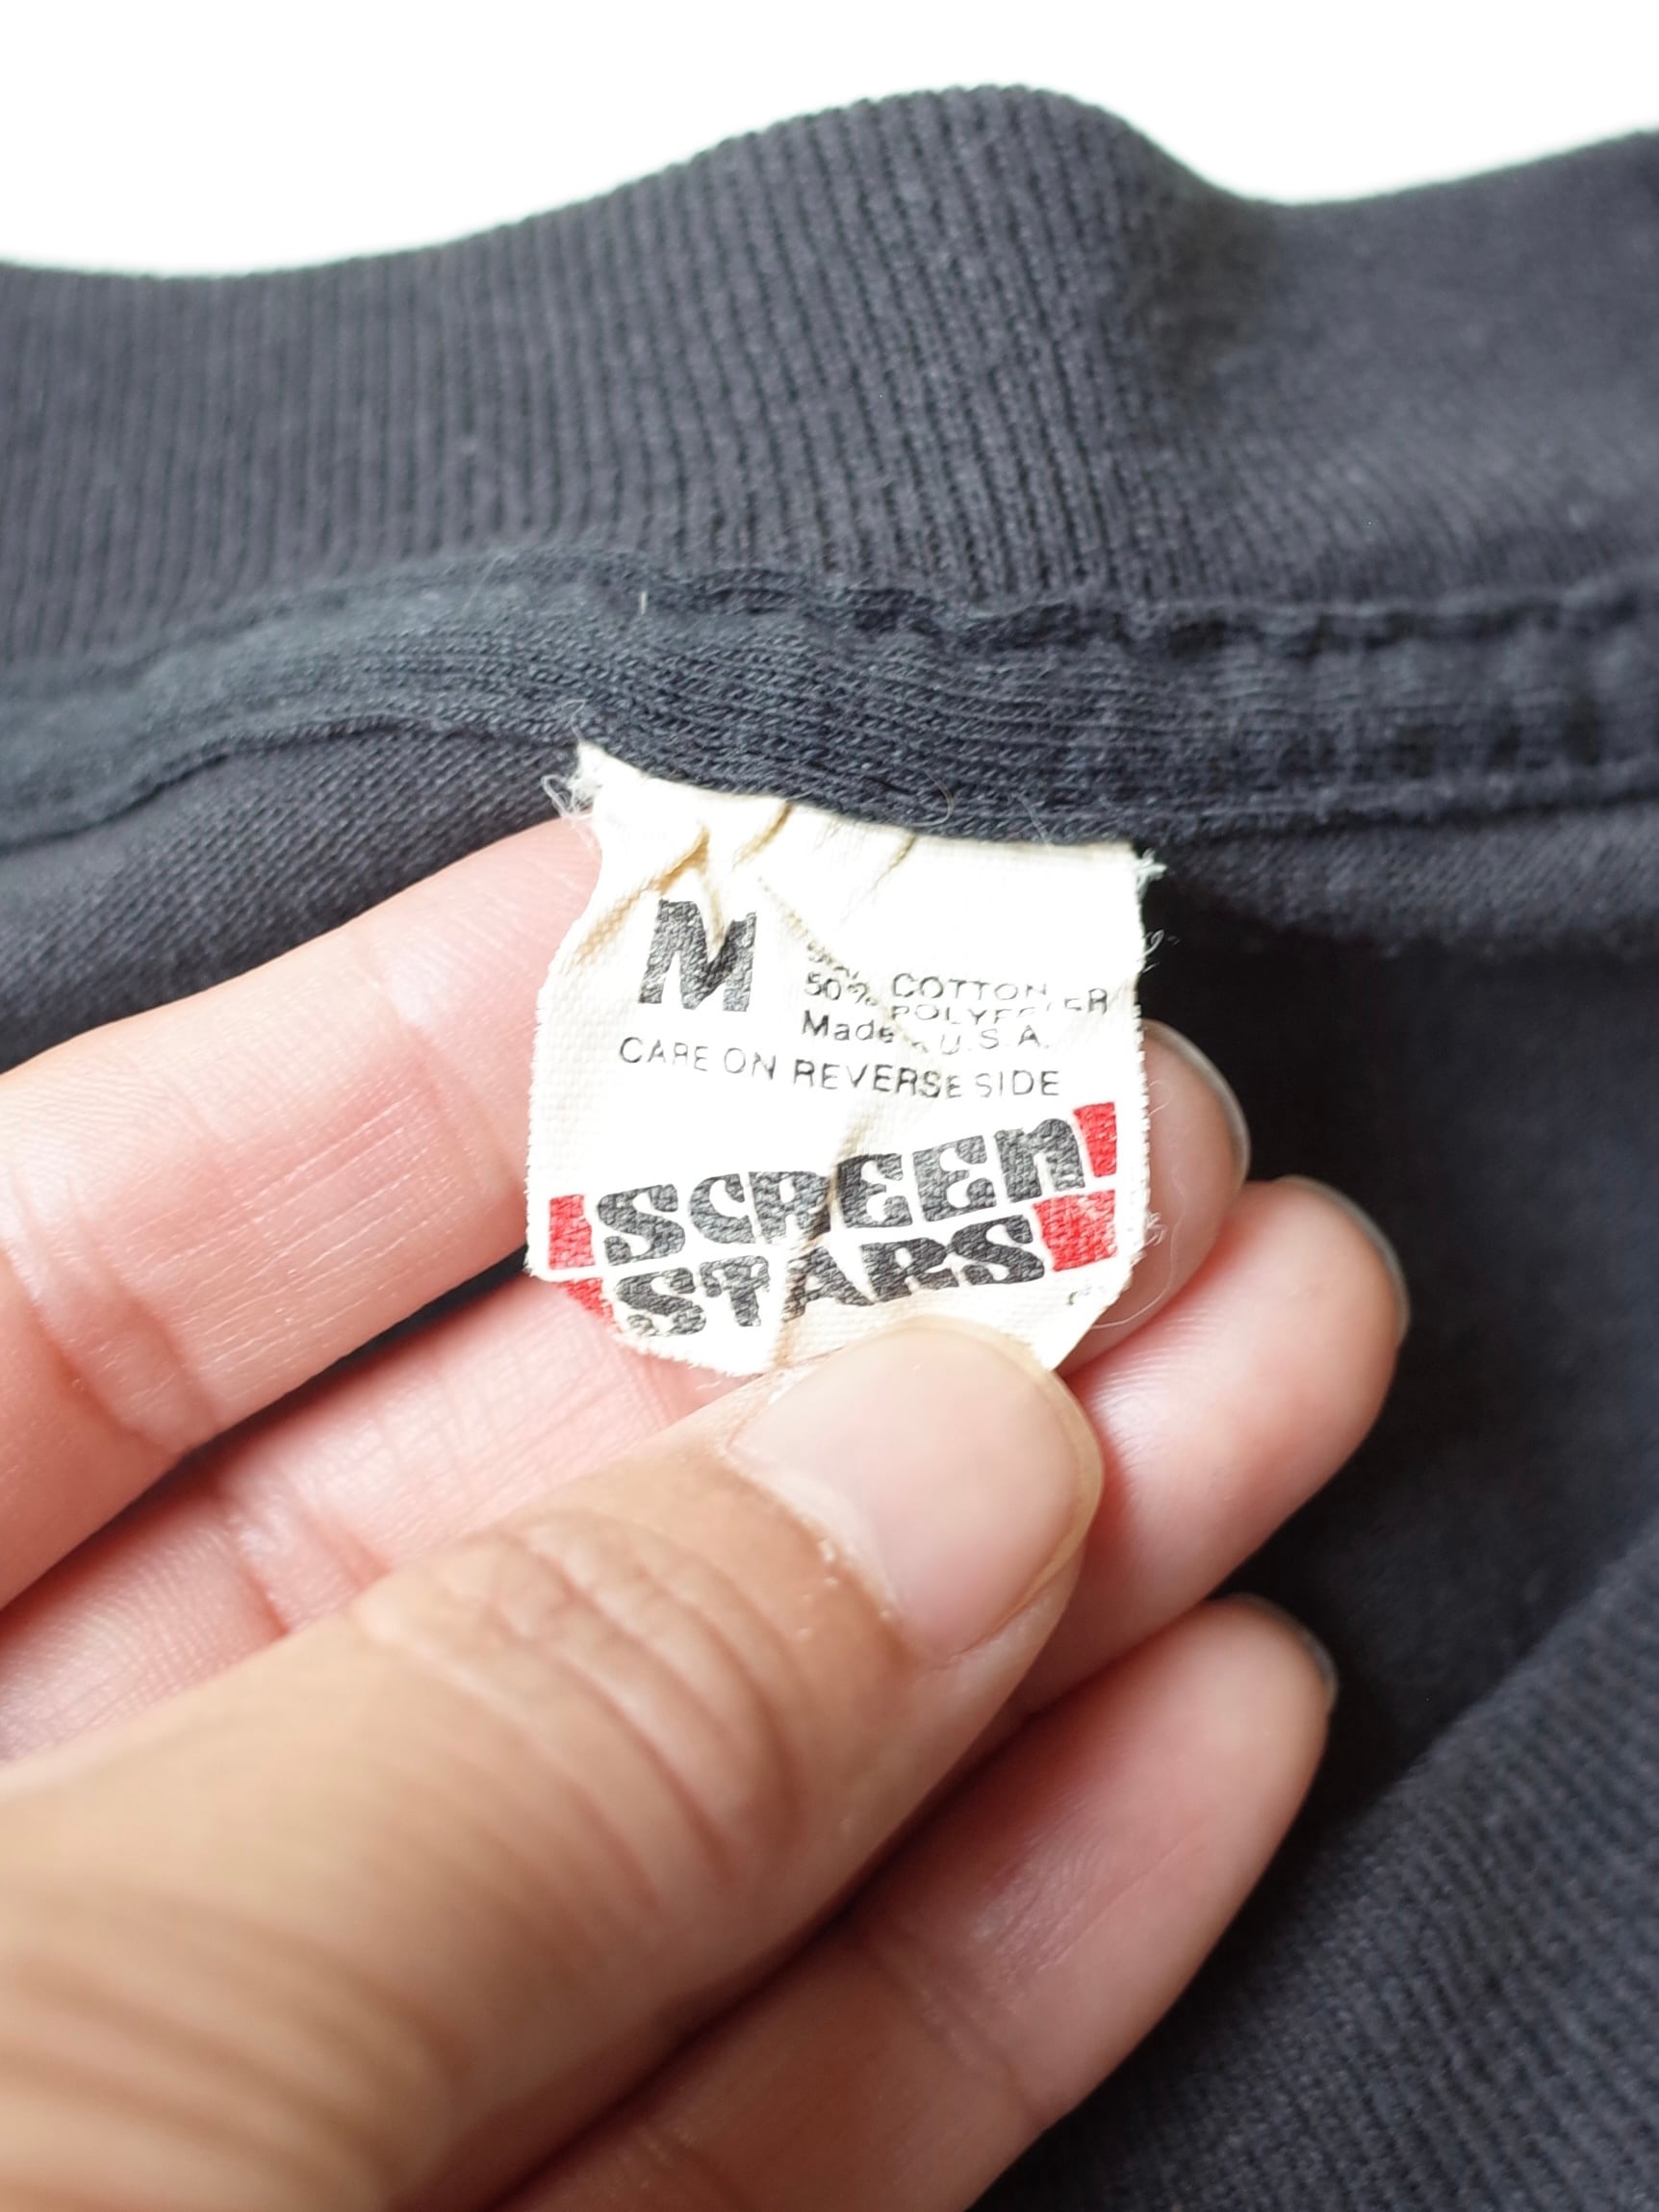 M
COTTON
50%
Made U.S.A.
CARE ON REVERSE SIDE
SCREEN
STARS